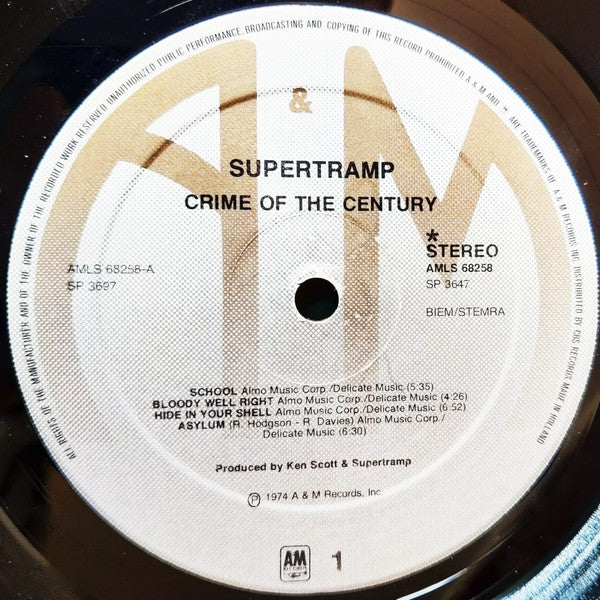 ALL RIGHTS OF THE MANUFACTURER AND OF THE OWNER OF THE RECORDED WORK RESERVED UNAUTHORIZED PUBLIC PERFORMANCE, BROADCASTING AND COPYING OF THIS RECORD PROHIBITED A & M AND ARE TRADEMARKS OF A & M RECORDS INC DISTRIBUTED BY CBS RECORDS MADE IN HOLLAND
A & M
SUPERTRAMP
CRIME OF THE CENTURY
AMLS 68258-A
SP 3697
*
STEREO
AMLS 68258
SP 3647
BIEM/STEMRA
SCHOOL Almo Music Corp./Delicate Music (5:35)
BLOODY WELL RIGHT Almo Music Corp./Delicate Music (4:26)
HIDE IN YOUR SHELL Almo Music Corp./Delicate Music (6:52)
ASYLUM (R. Hodgson - R. Davies) Almo Music Corp./
Delicate Music (6:30)
Produced by Ken Scott & Supertramp
℗ 1974 A & M Records, Inc
AM
RECORDS
1